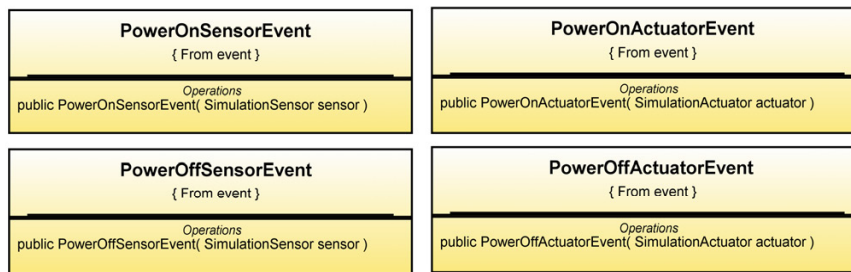 PowerOnSensorEvent
{ From event }
Operations
public PowerOnSensorEvent( SimulationSensor sensor )
PowerOnActuatorEvent
{ From event }
Operations
public PowerOnActuatorEvent( SimulationActuator actuator )
PowerOffSensorEvent
{ From event }
Operations
public PowerOffSensorEvent( SimulationSensor sensor )
PowerOffActuatorEvent
{ From event }
Operations
public PowerOffActuatorEvent( SimulationActuator actuator )